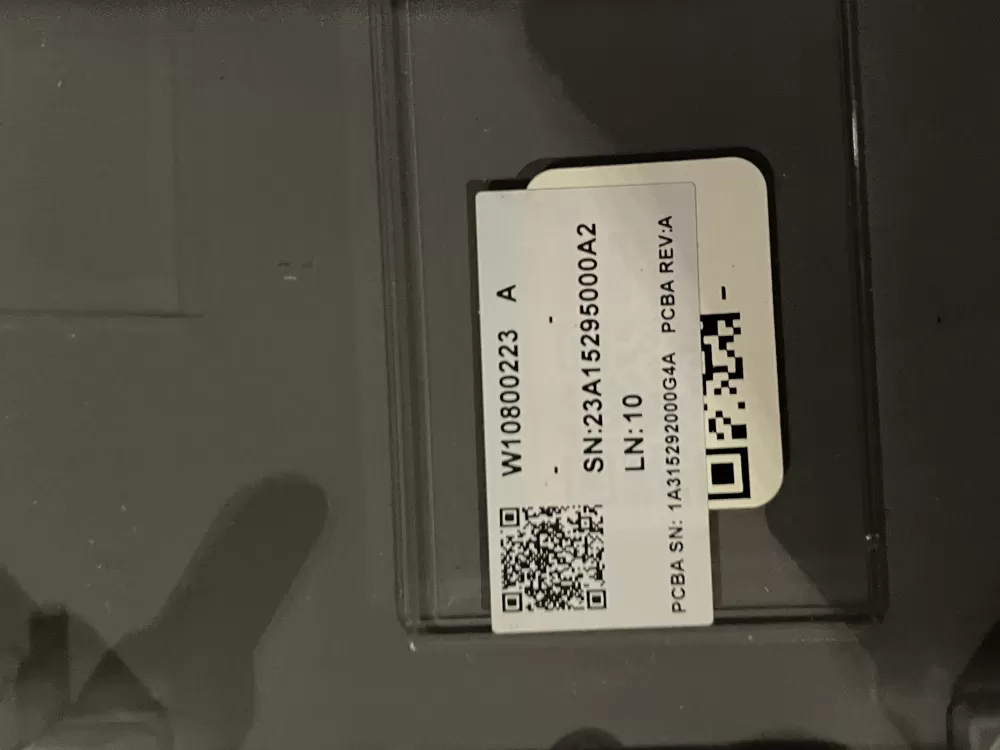 W10800223 A
- -
SN:23A15295000A2
LN:10
PCBA SN: 1A315292000G4A PCBA REV:A
-